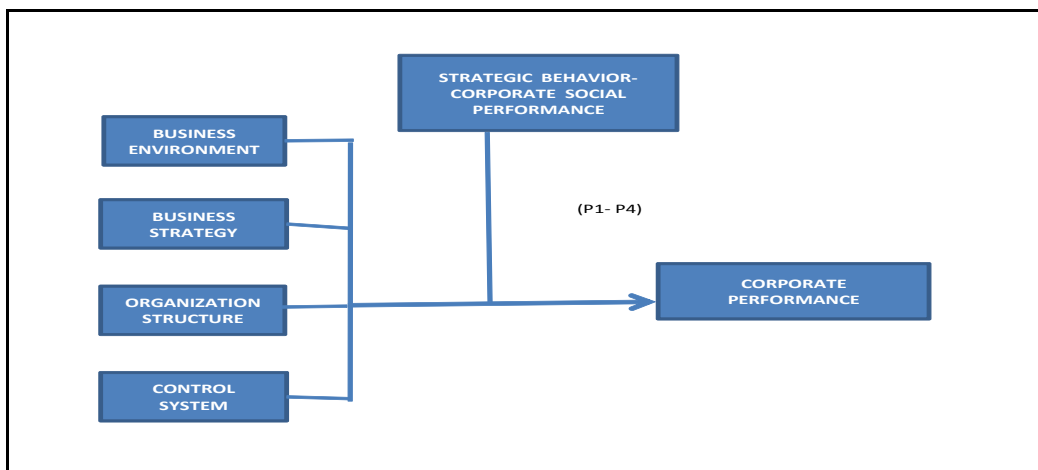 STRATEGIC BEHAVIOR-
CORPORATE SOCIAL
PERFORMANCE
BUSINESS
ENVIRONMENT
BUSINESS
STRATEGY
(P1- P4)
ORGANIZATION
STRUCTURE
CORPORATE
PERFORMANCE
CONTROL
SYSTEM